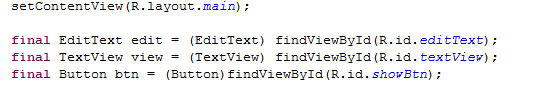 setContentView(R.layout.main);
final EditText edit = (EditText) findViewById(R.id.editText);
final TextView view = (TextView) findViewById(R.id.textView);
final Button btn = (Button)findViewById(R.id.showBtn);